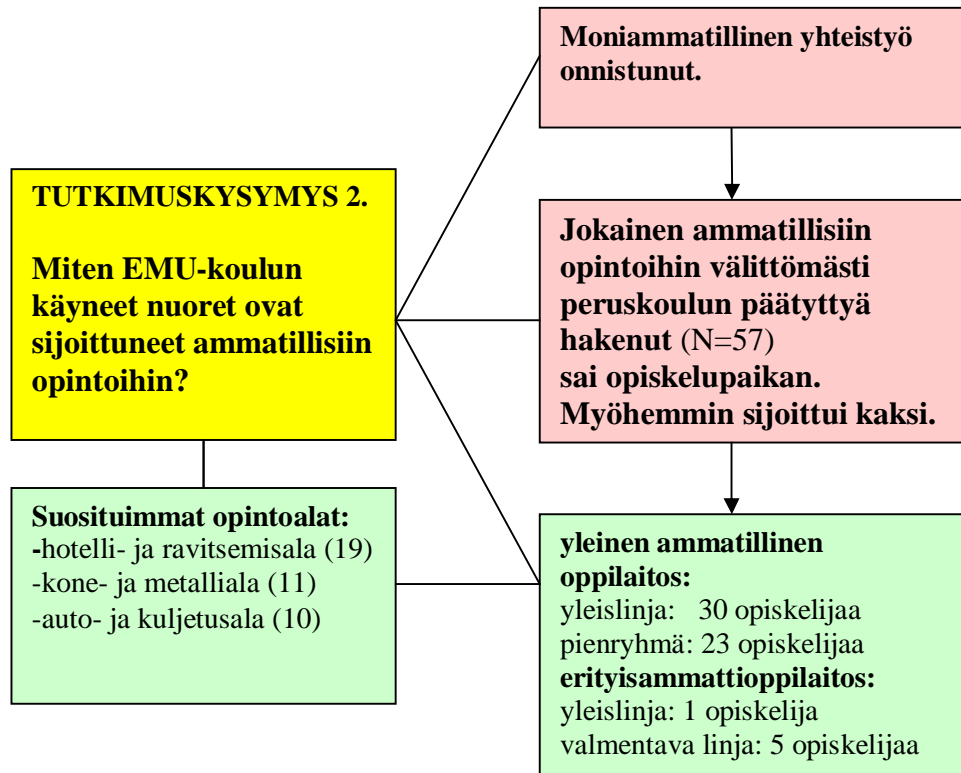 Moniammatillinen yhteistyö
onnistunut.
TUTKIMUSKYSYMYS 2.
Miten EMU-koulun
käyneet nuoret ovat
sijoittuneet ammatillisiin
opintoihin?
Jokainen ammatillisiin
opintoihin välittömästi
peruskoulun päätyttyä
hakenut (N=57)
sai opiskelupaikan.
Myöhemmin sijoittui kaksi.
Suosituimmat opintoalat:
-hotelli- ja ravitsemisala (19)
-kone- ja metalliala (11)
-auto- ja kuljetusala (10)
yleinen ammatillinen
oppilaitos:
yleislinja: 30 opiskelijaa
pienryhmä: 23 opiskelijaa
erityisammattioppilaitos:
yleislinja: 1 opiskelija
valmentava linja: 5 opiskelijaa